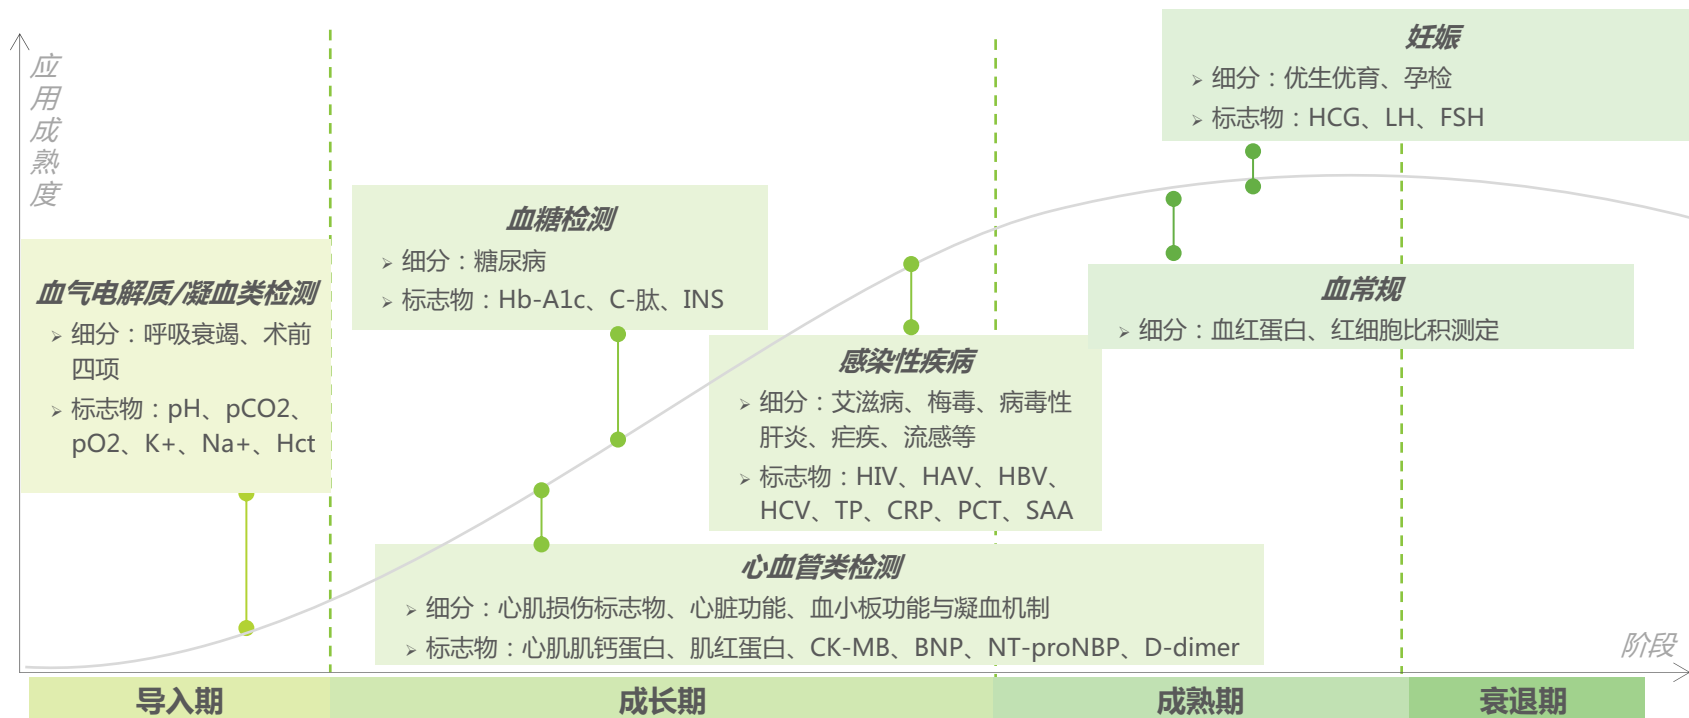 应用成熟度
妊娠
细分：优生优育、孕检
标志物：HCG、LH、FSH
血糖检测
细分：糖尿病
标志物：Hb-A1c、C-肽、INS
血气电解质/凝血类检测
细分：呼吸衰竭、术前
四项
标志物：pH、pCO2、
pO2、K+、Na+、Hct
血常规
细分：血红蛋白、红细胞比积测定
感染性疾病
细分：艾滋病、梅毒、病毒性
肝炎、疟疾、流感等
标志物：HIV、HAV、HBV、
HCV、TP、CRP、PCT、SAA
心血管类检测
细分：心肌损伤标志物、心脏功能、血小板功能与凝血机制
标志物：心肌肌钙蛋白、肌红蛋白、CK-MB、BNP、NT-proNBP、D-dimer
阶段
导入期
成长期
成熟期
衰退期